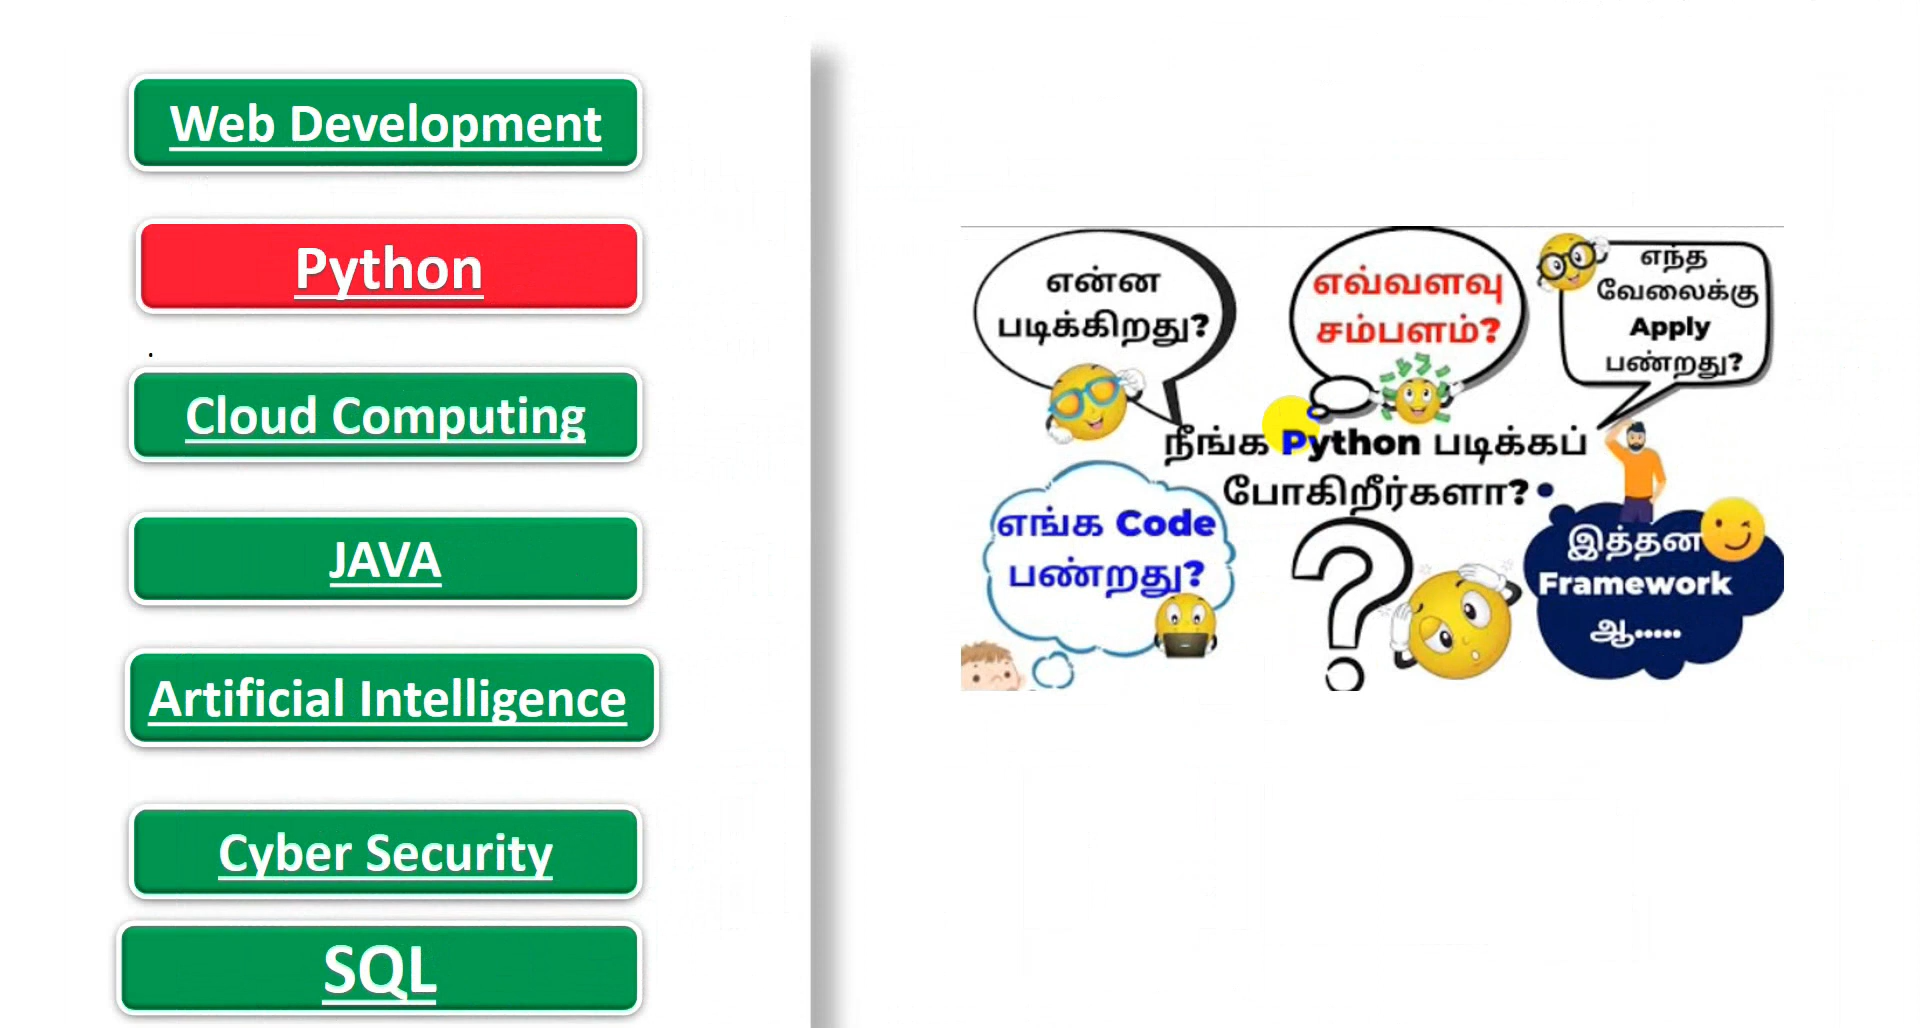 Web Development
Python
.
Cloud Computing
JAVA
Artificial Intelligence
Cyber Security
SQL
என்ன
படிக்கிறது?
எவ்வளவு
சம்பளம்?
எந்த
வேலைக்கு
Apply
பண்றது?
நீங்க Python படிக்கப்
போகிறீர்களா?
எங்க Code
பண்றது?
?
இத்தன
Framework
ஆ.....